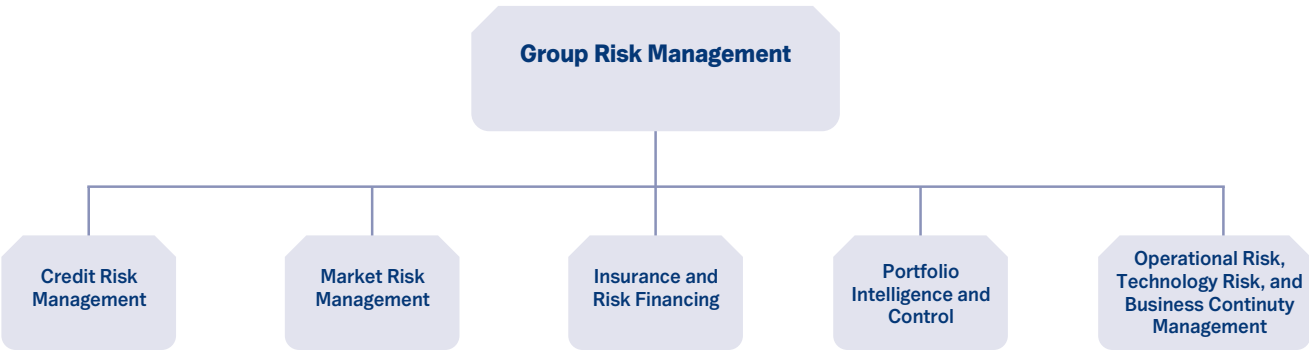 Group Risk Management
Credit Risk
Management
Market Risk
Management
Insurance and
Risk Financing
Portfolio
Intelligence and
Control
Operational Risk,
Technology Risk, and
Business Continuty
Management